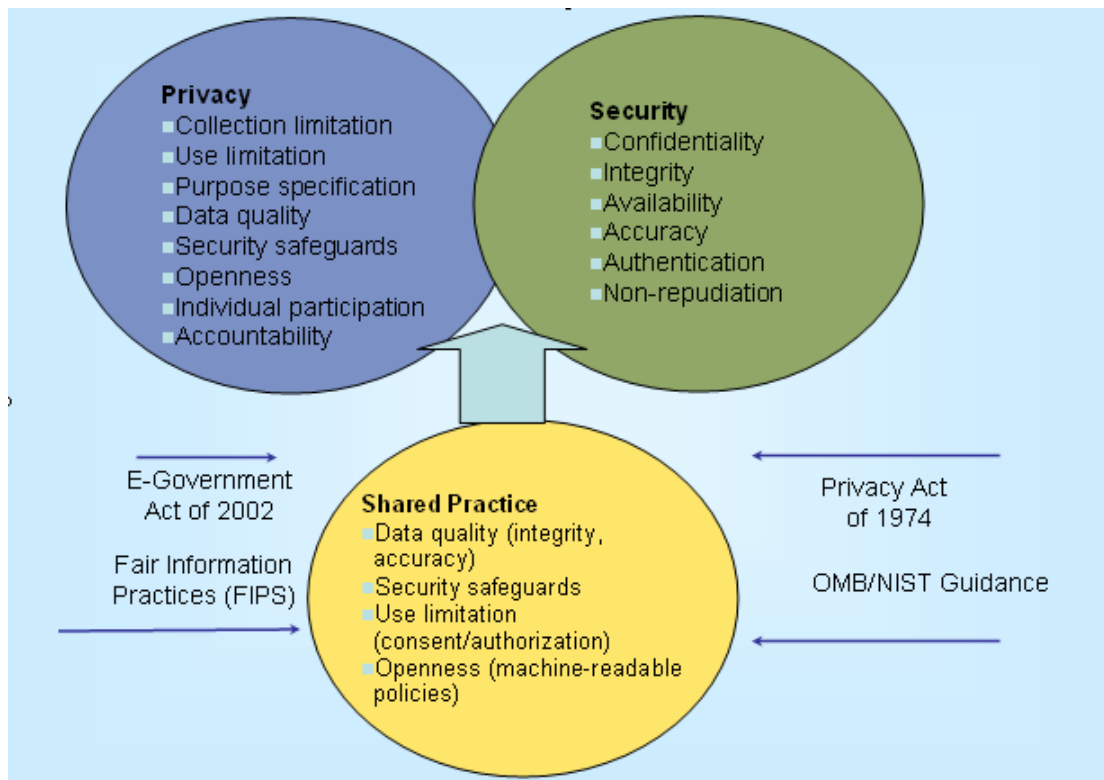 Privacy
Collection limitation
Use limitation
Purpose specification
Data quality
Security safeguards
Openness
Individual participation
Accountability
Security
Confidentiality
Integrity
Availability
Accuracy
Authentication
Non-repudiation
E-Government
Act of 2002
Fair Information
Practices (FIPS)
Shared Practice
Data quality (integrity,
accuracy)
Security safeguards
Use limitation
(consent/authorization)
Openness (machine-readable
policies)
Privacy Act
of 1974
OMB/NIST Guidance